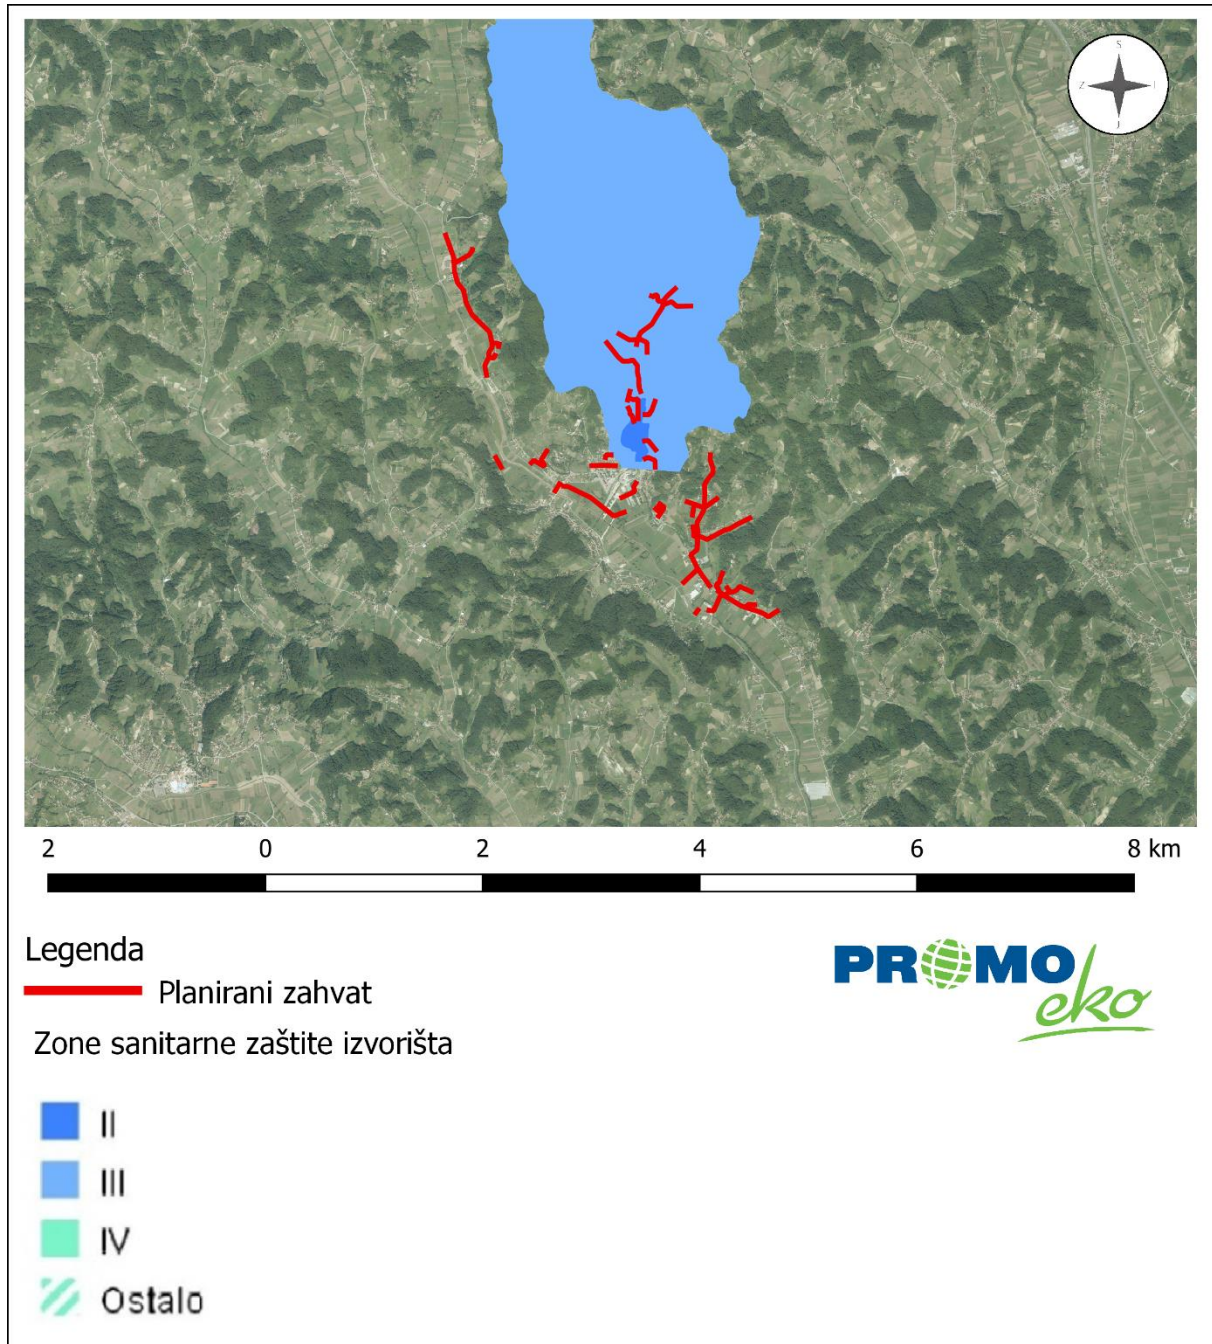 S
Z I
J
2 0 2 4 6 8 km
Legenda
Planirani zahvat
Zone sanitarne zaštite izvorišta
II
III
IV
Ostalo
PROMO
eko